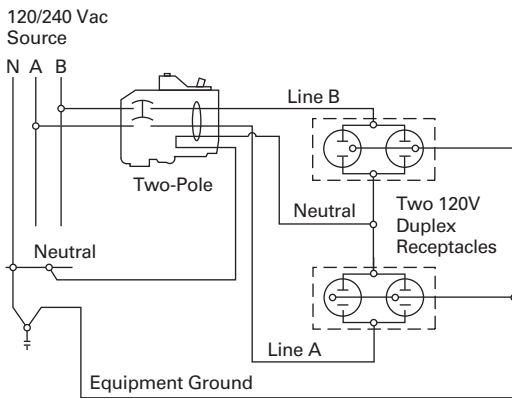 120/240 Vac
Source
N A B
Line B
Two-Pole
Neutral
Two 120V
Duplex
Receptacles
Neutral
Line A
Equipment Ground